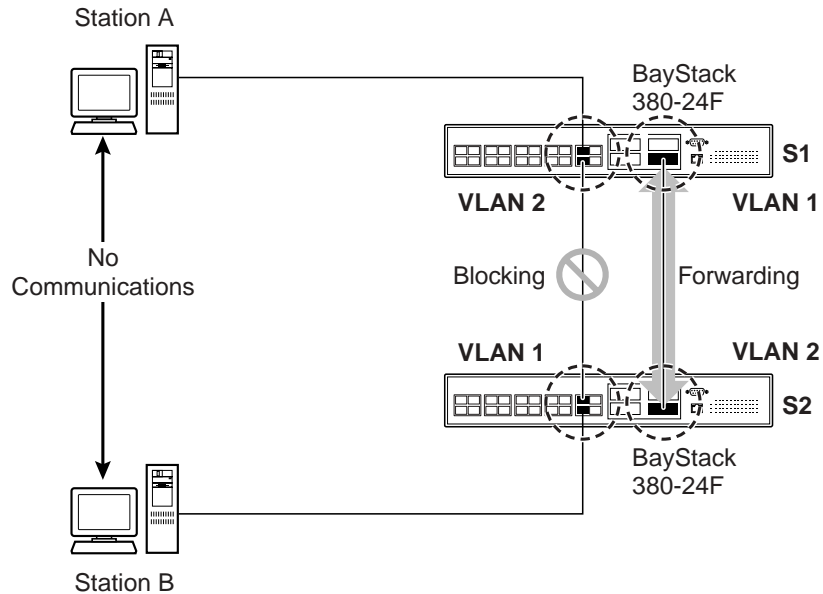 Station A
BayStack
380-24F
S1
VLAN 2
VLAN 1
No
Communications
Blocking
Forwarding
VLAN 1
VLAN 2
S2
BayStack
380-24F
Station B